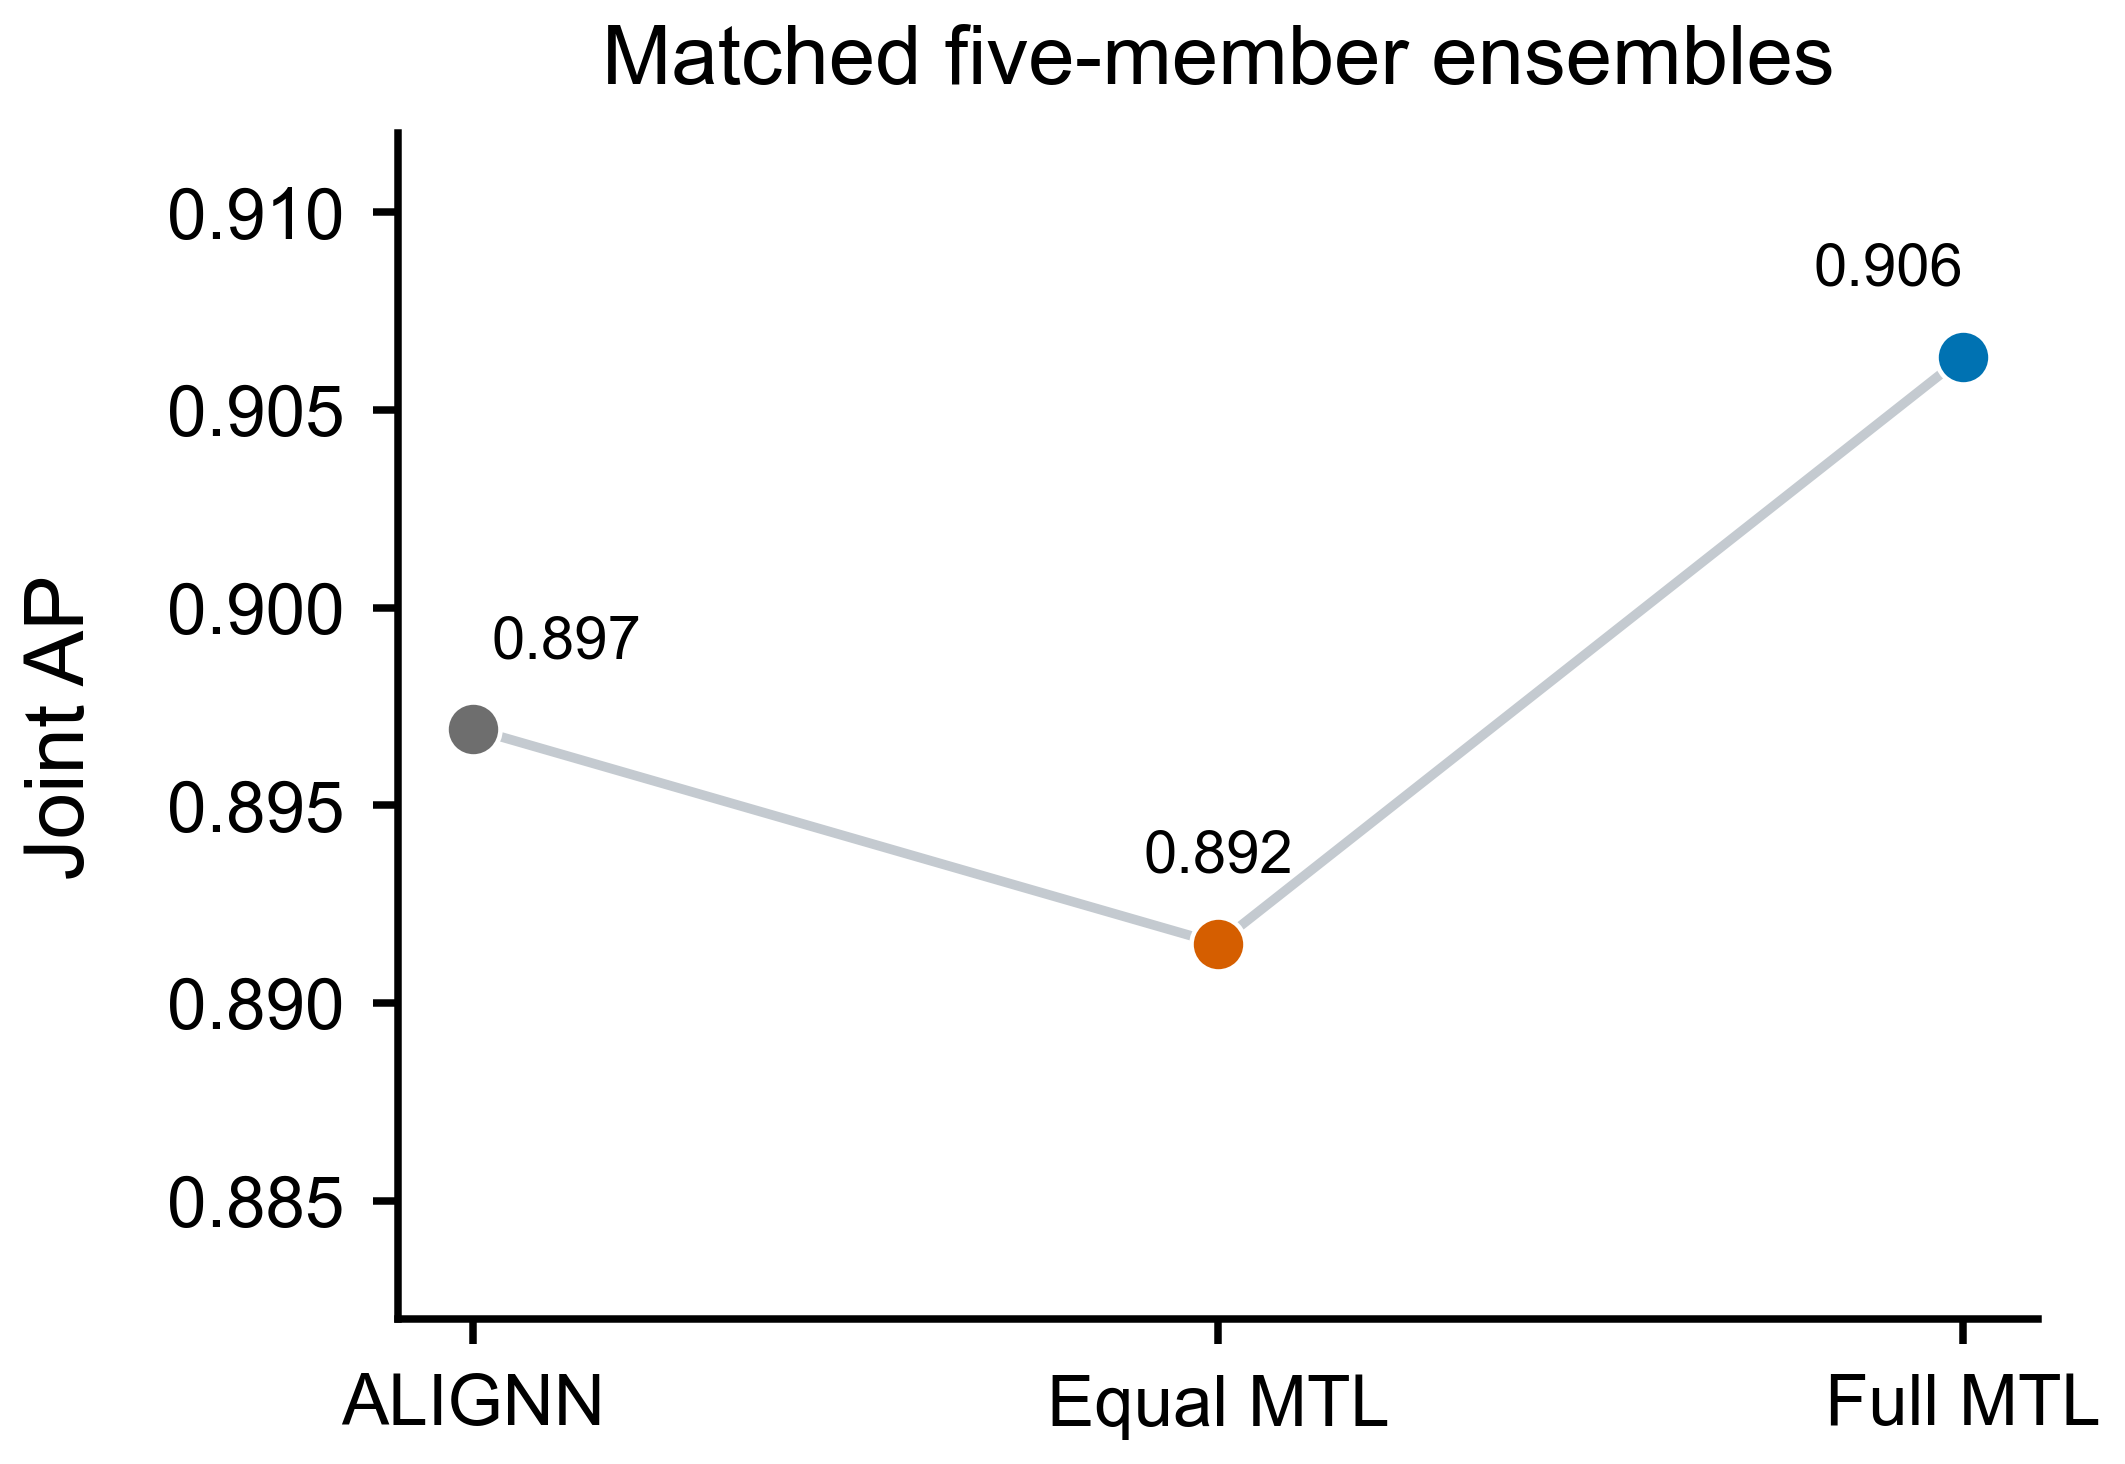 Matched five-member ensembles
Joint AP
0.910
0.905
0.900
0.895
0.890
0.885
0.897
0.892
0.906
ALIGNN
Equal MTL
Full MTL